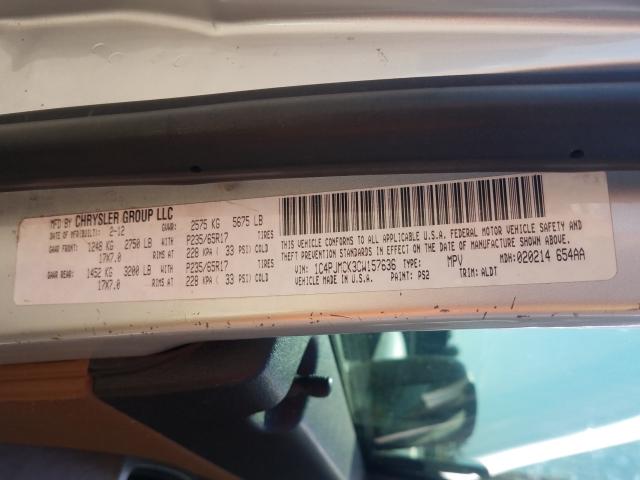 MFD BY CHRYSLER GROUP LLC
DATE OF MFR(BUILT): 2-12 GVWR: 2575 KG 5675 LB
GAWR FRONT: 1248 KG 2750 LB WITH P235/65R17 TIRES
17X7.0 AT 228 KPA ( 33 PSI) COLD
GAWR REAR: 1452 KG 3200 LB WITH P235/65R17 TIRES
17X7.0 AT 228 KPA ( 33 PSI) COLD
THIS VEHICLE CONFORMS TO ALL APPLICABLE U.S.A. FEDERAL MOTOR VEHICLE SAFETY AND
THEFT PREVENTION STANDARDS IN EFFECT ON THE DATE OF MANUFACTURE SHOWN ABOVE.
VIN: 1C4PJMCK3CW157636 TYPE: MPV MDH: 020214 654AA
VEHICLE MADE IN U.S.A. PAINT: PS2 TRIM: ALDT